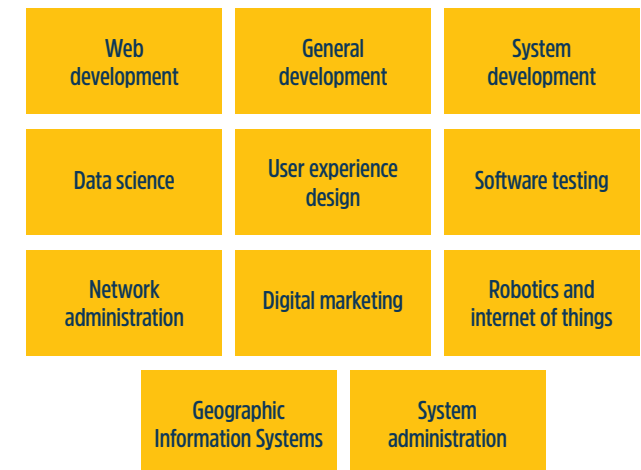 Web
development
General
development
System
development
Data science
User experience
design
Software testing
Network
administration
Digital marketing
Robotics and
internet of things
Geographic
Information Systems
System
administration